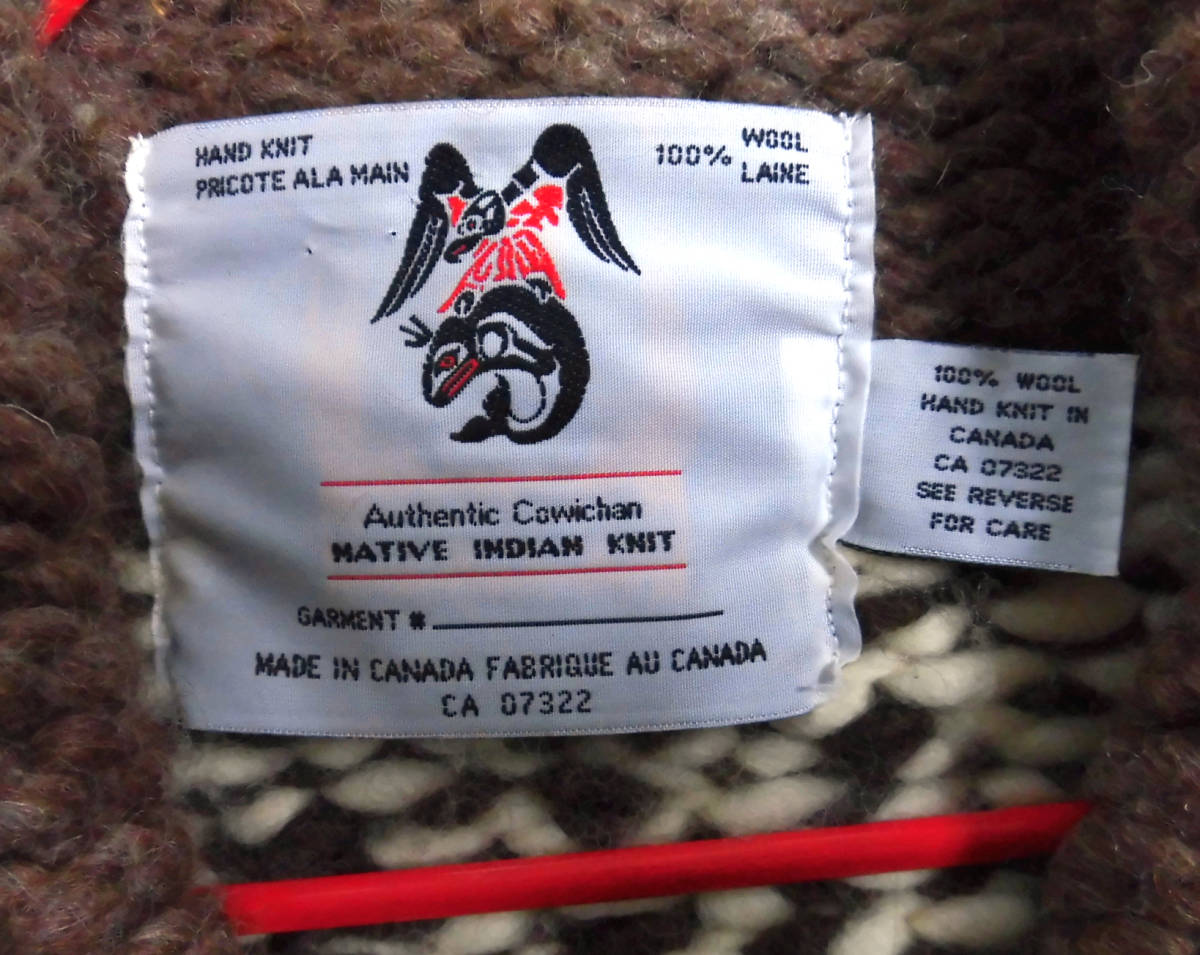 HAND KNIT
PRICOTE ALA MAIN
100% WOOL
LAINE
Authentic Cowichan
NATIVE INDIAN KNIT
GARMENT #
MADE IN CANADA FABRIQUE AU CANADA
CA 07322
100% WOOL
HAND KNIT IN
CANADA
CA 07322
SEE REVERSE
FOR CARE